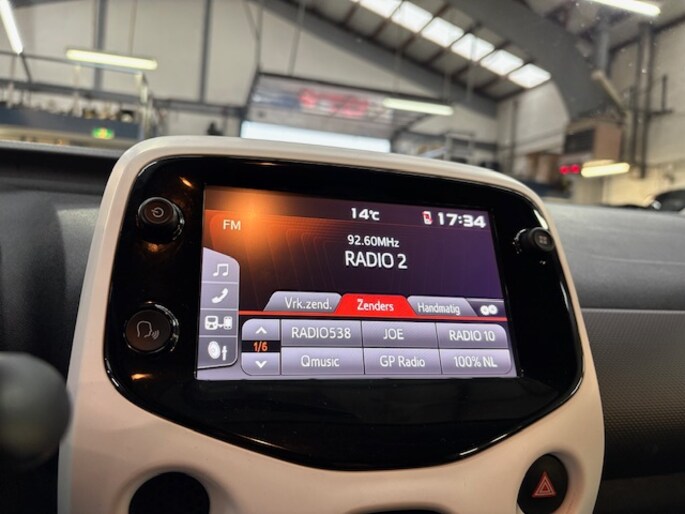 14°C 17:34
FM
92.60MHz
RADIO 2
Vrk.zend. Zenders Handmatig
RADIO538 JOE RADIO 10
1/6
Qmusic GP Radio 100% NL